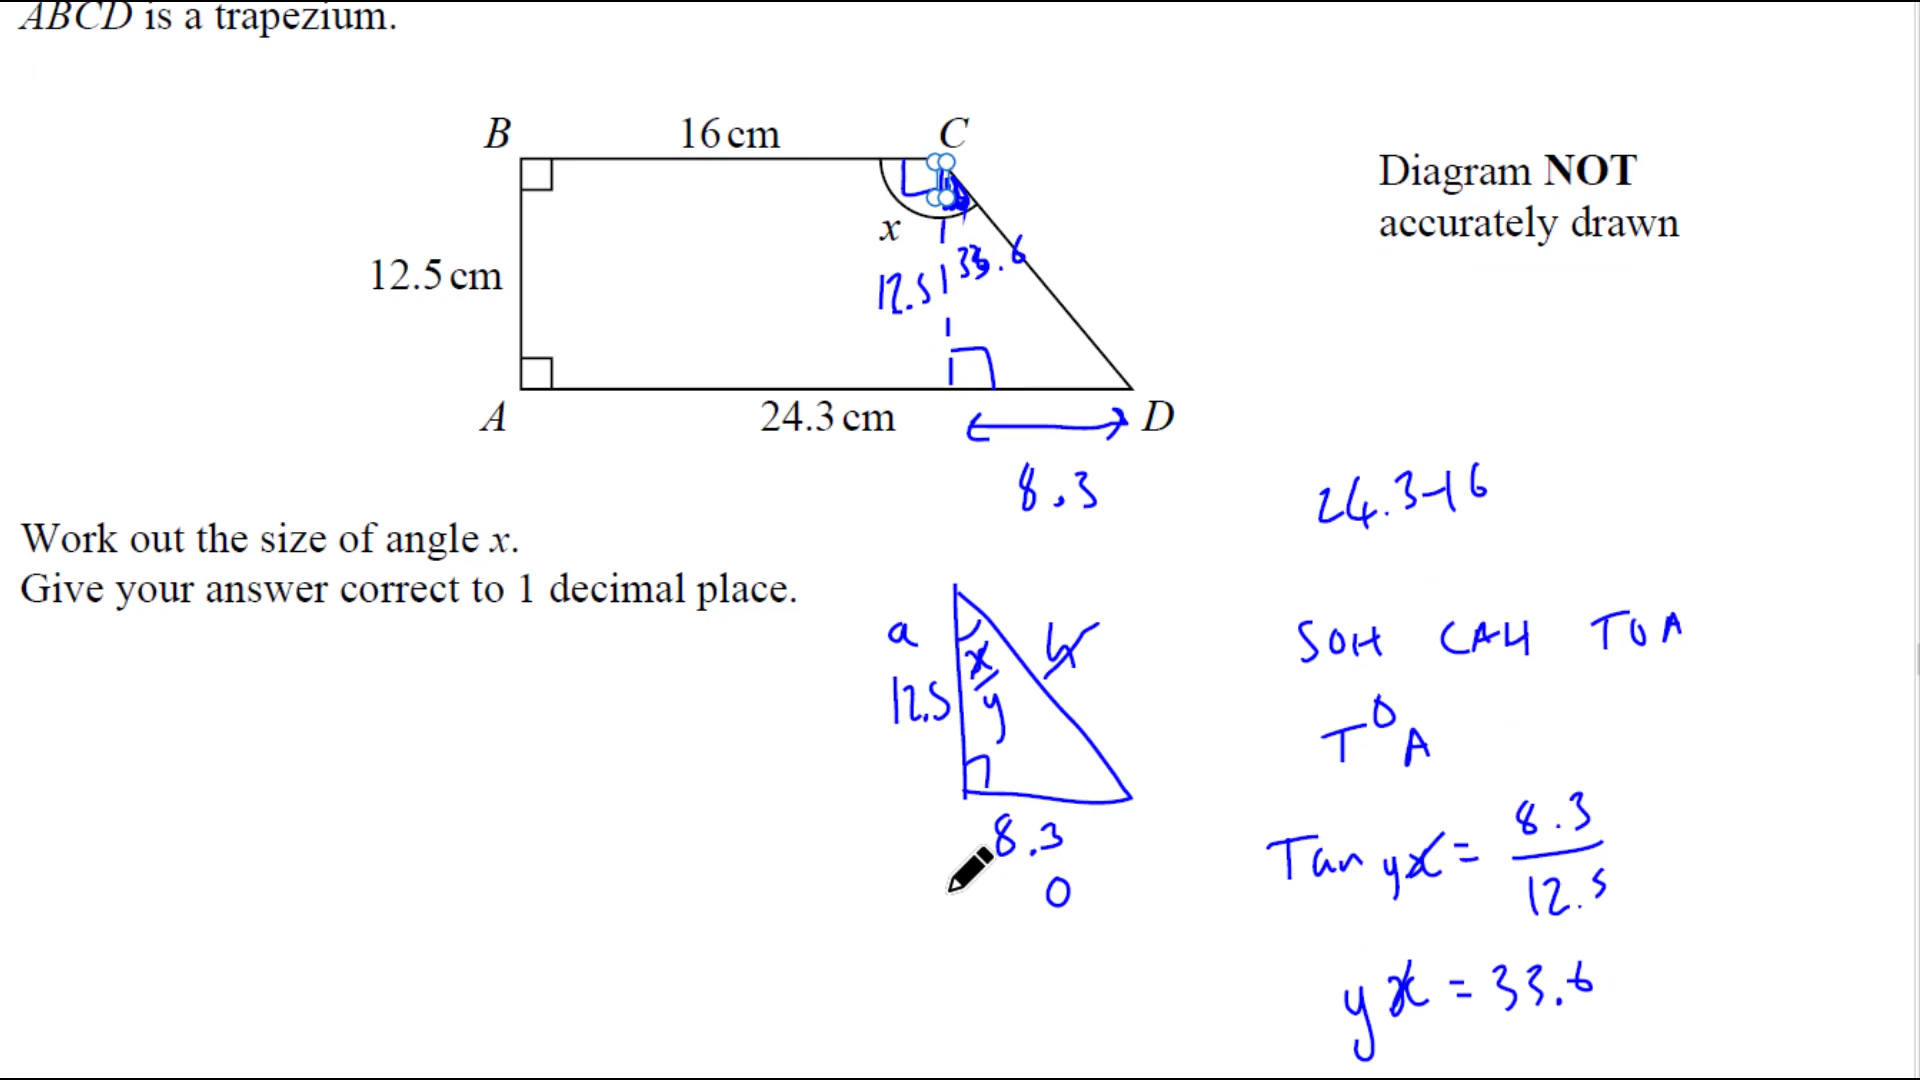 ABCD is a trapezium.
B 16 cm C
Diagram NOT
accurately drawn
x
33.6
12.5 cm
12.5
A 24.3 cm D
8.3
24.3-16
Work out the size of angle x.
Give your answer correct to 1 decimal place.
a
SOH CAH TOA
x
12.5 y
O
T A
8.3
O
8.3
Tan yx =
12.5
yx = 33.6